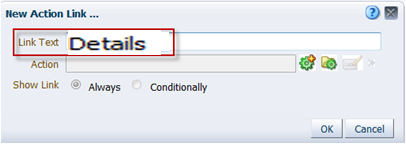 New Action Link ...
Link Text Details
Action
Show Link Always Conditionally
OK Cancel